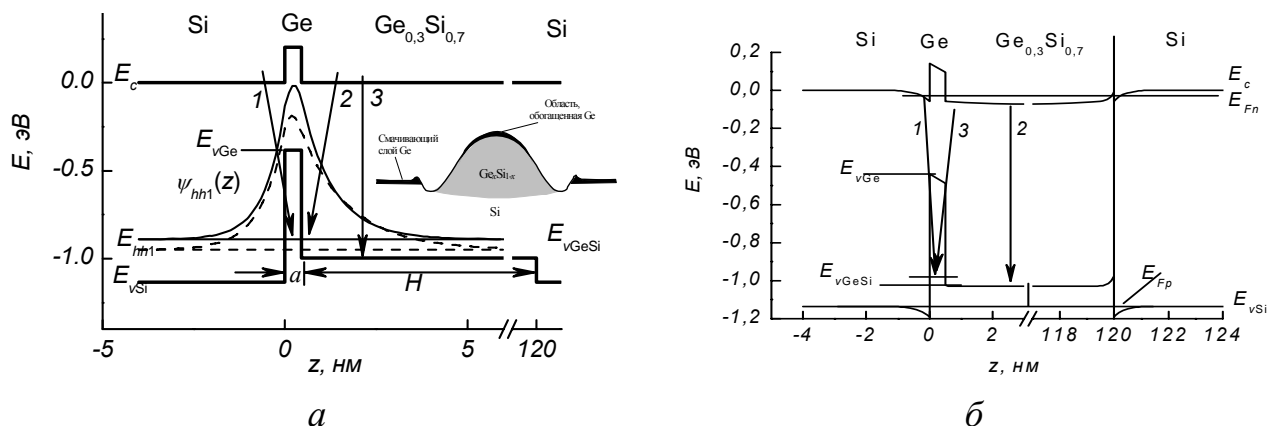 Si Ge Ge0,3Si0,7 Si
0.0
-0.5
-1.0
E, эВ
Ec
1 2 3
EvGe
ψhh1(z)
Ehh1
EvSi
EvGeSi
a
H
Область,
обогащенная Ge
Смачивающий
слой Ge
GexSi1-x
Si
-5 0 5 120
z, нм
а
Si Ge Ge0,3Si0,7 Si
0,2
0,0
-0,2
-0,4
-0,6
-0,8
-1,0
-1,2
E, эВ
Ec
EFn
1 3 2
EvGe
EvGeSi
EFp
EvSi
-4 -2 0 2 118 120 122 124
z, нм
б